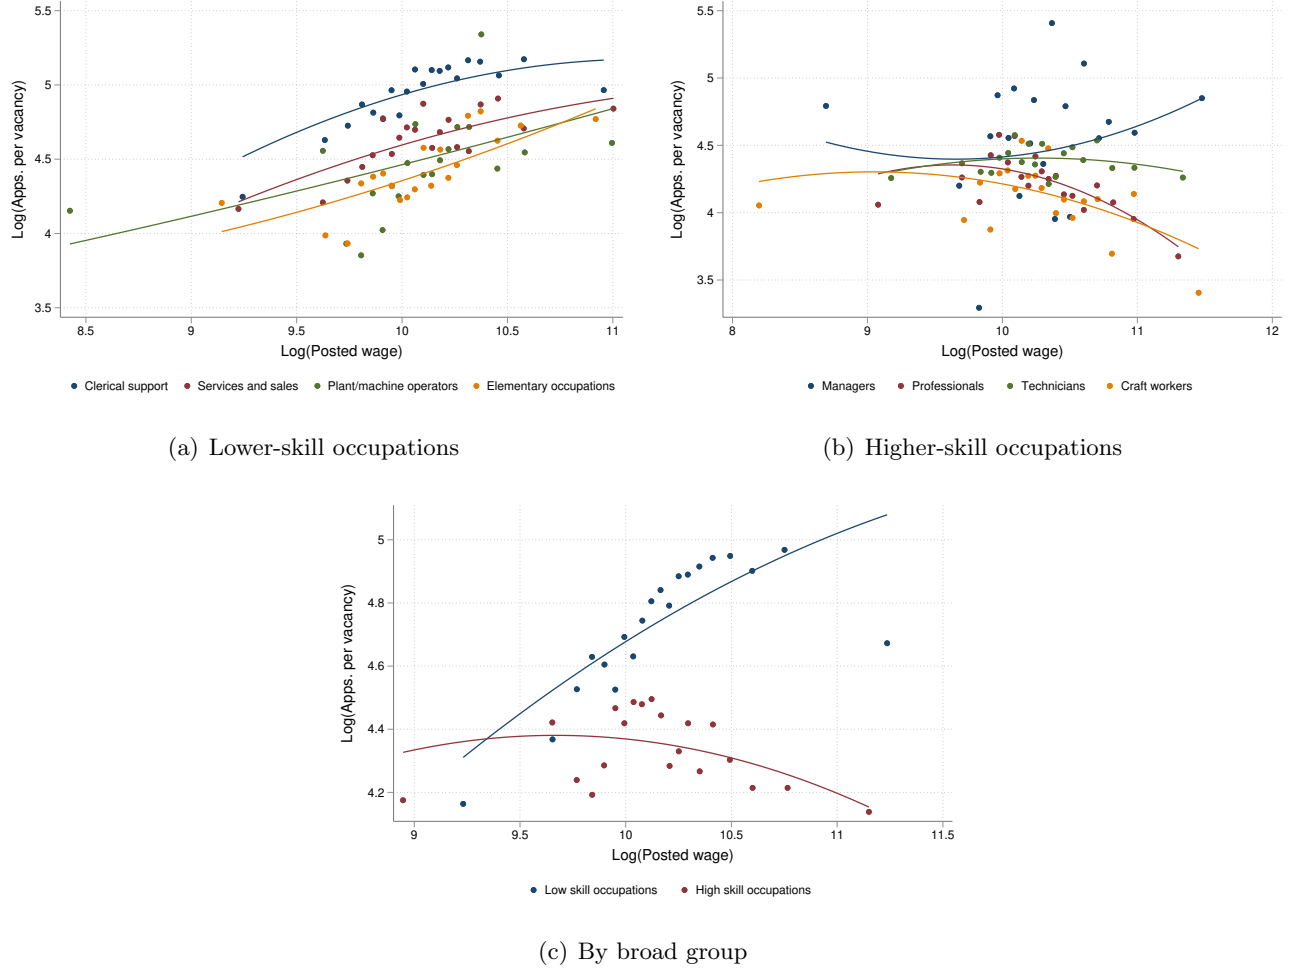 5.5
5
4.5
4
3.5
Log(Apps. per vacancy)
8.5 9 9.5 10 10.5 11
Log(Posted wage)
Clerical support Services and sales Plant/machine operators Elementary occupations
(a) Lower-skill occupations
5.5
5
4.5
4
3.5
Log(Apps. per vacancy)
8 9 10 11 12
Log(Posted wage)
Managers Professionals Technicians Craft workers
(b) Higher-skill occupations
5
4.8
4.6
4.4
4.2
Log(Apps. per vacancy)
9 9.5 10 10.5 11 11.5
Log(Posted wage)
Low skill occupations High skill occupations
(c) By broad group